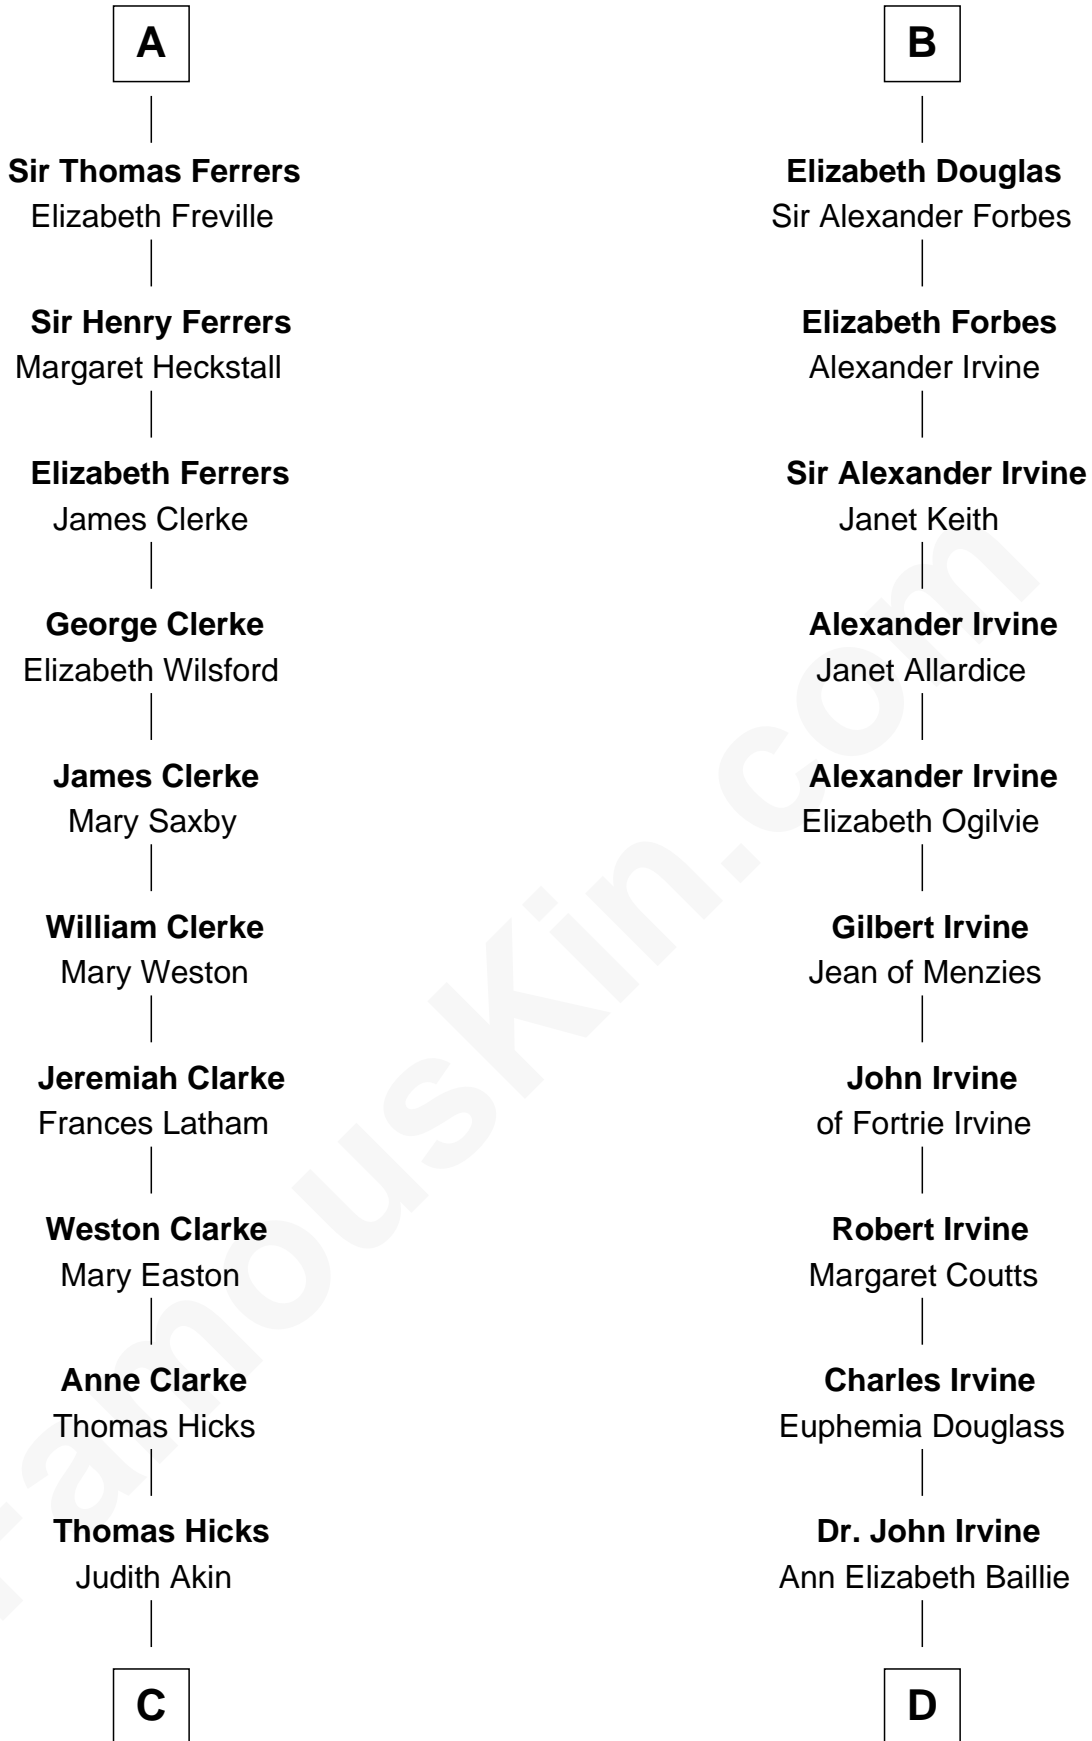 A
Sir Thomas Ferrers
Elizabeth Freville
Sir Henry Ferrers
Margaret Heckstall
Elizabeth Ferrers
James Clerke
George Clerke
Elizabeth Wilsford
James Clerke
Mary Saxby
William Clerke
Mary Weston
Jeremiah Clarke
Frances Latham
Weston Clarke
Mary Easton
Anne Clarke
Thomas Hicks
Thomas Hicks
Judith Akin
C
B
Elizabeth Douglas
Sir Alexander Forbes
Elizabeth Forbes
Alexander Irvine
Sir Alexander Irvine
Janet Keith
Alexander Irvine
Janet Allardice
Alexander Irvine
Elizabeth Ogilvie
Gilbert Irvine
Jean of Menzies
John Irvine
of Fortrie Irvine
Robert Irvine
Margaret Coutts
Charles Irvine
Euphemia Douglass
Dr. John Irvine
Ann Elizabeth Baillie
D
FamousKin.com